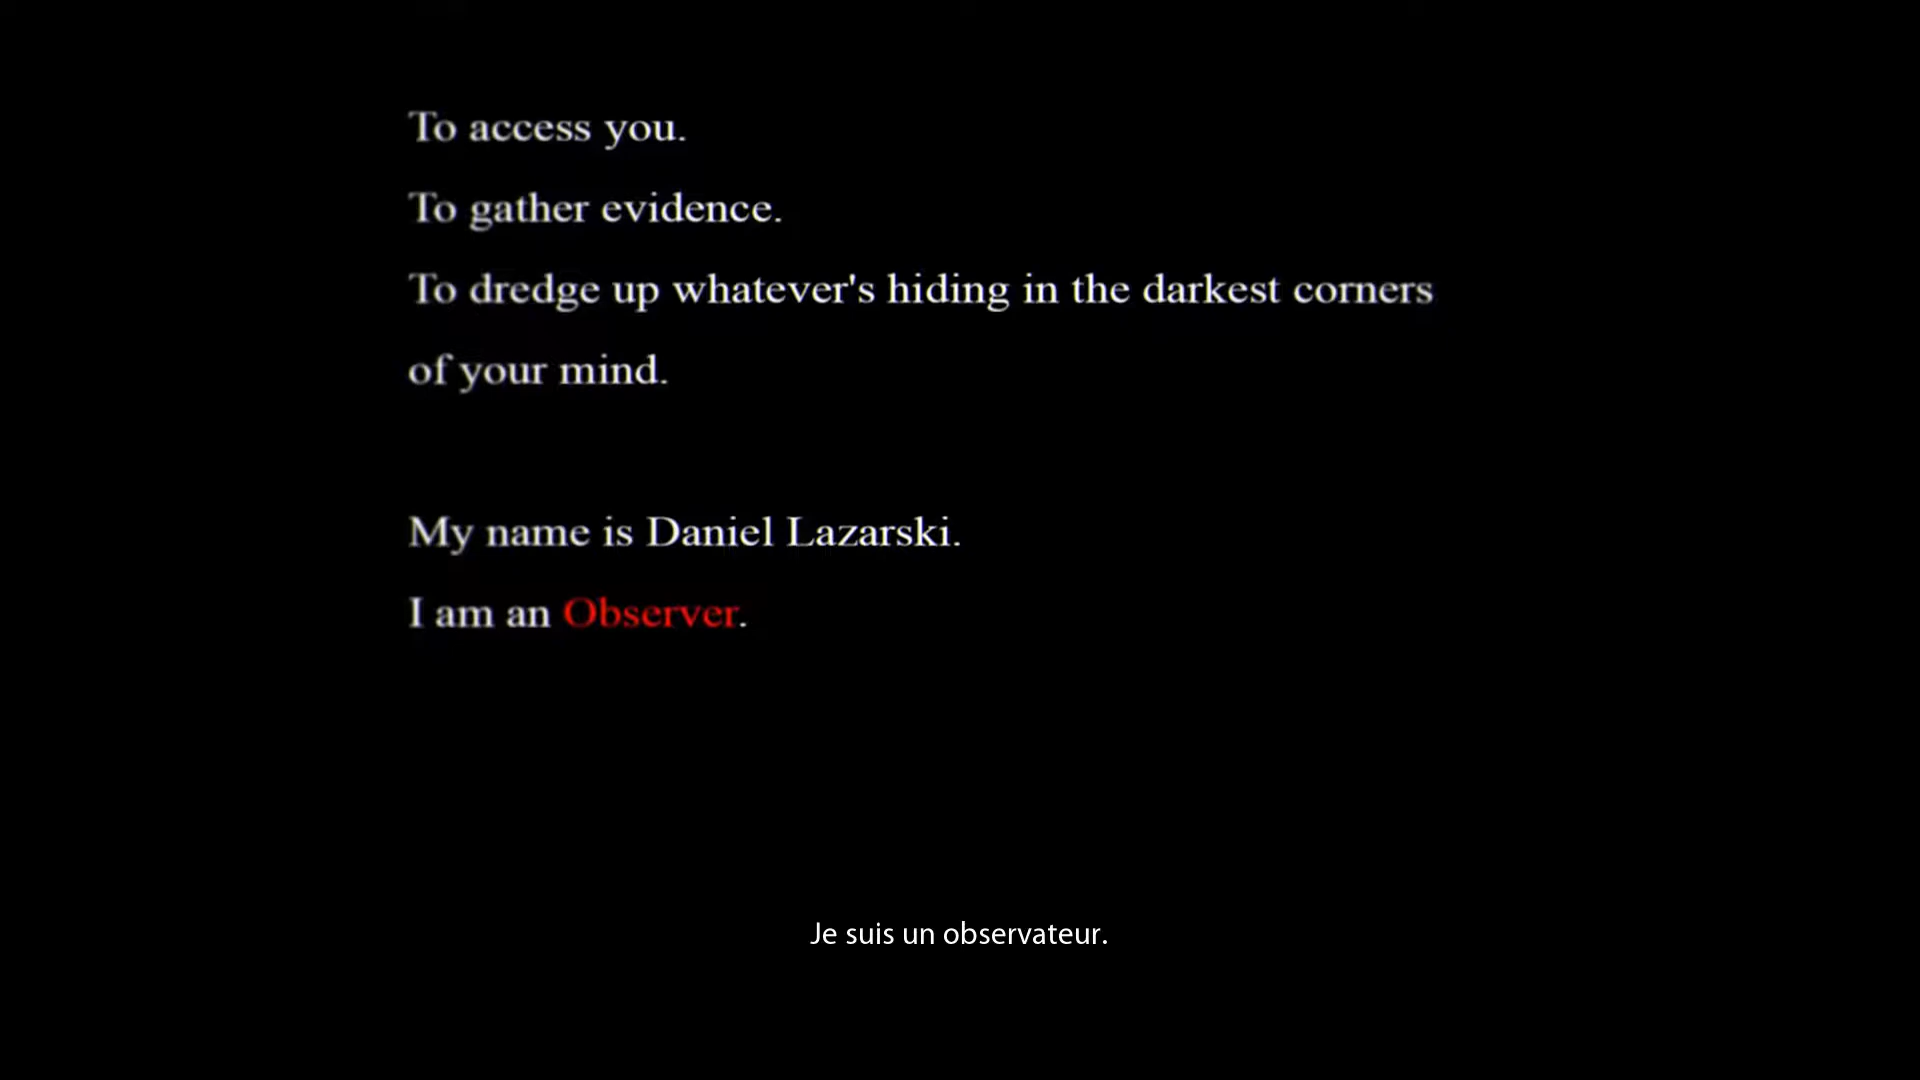 To access you.
To gather evidence.
To dredge up whatever's hiding in the darkest corners
of your mind.
My name is Daniel Lazarski.
I am an Observer.
Je suis un observateur.